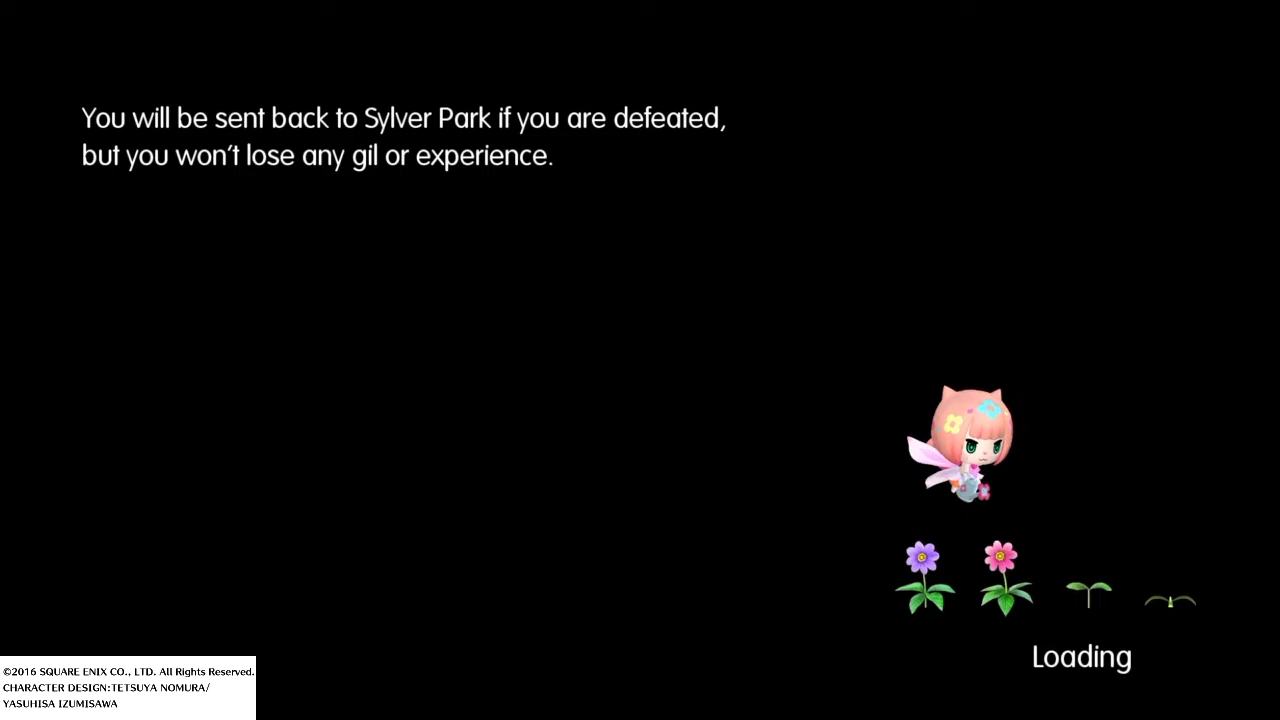 You will be sent back to Sylver Park if you are defeated,
but you won't lose any gil or experience.
Loading
©2016 SQUARE ENIX CO., LTD. All Rights Reserved.
CHARACTER DESIGN:TETSUYA NOMURA/
YASUHISA IZUMISAWA